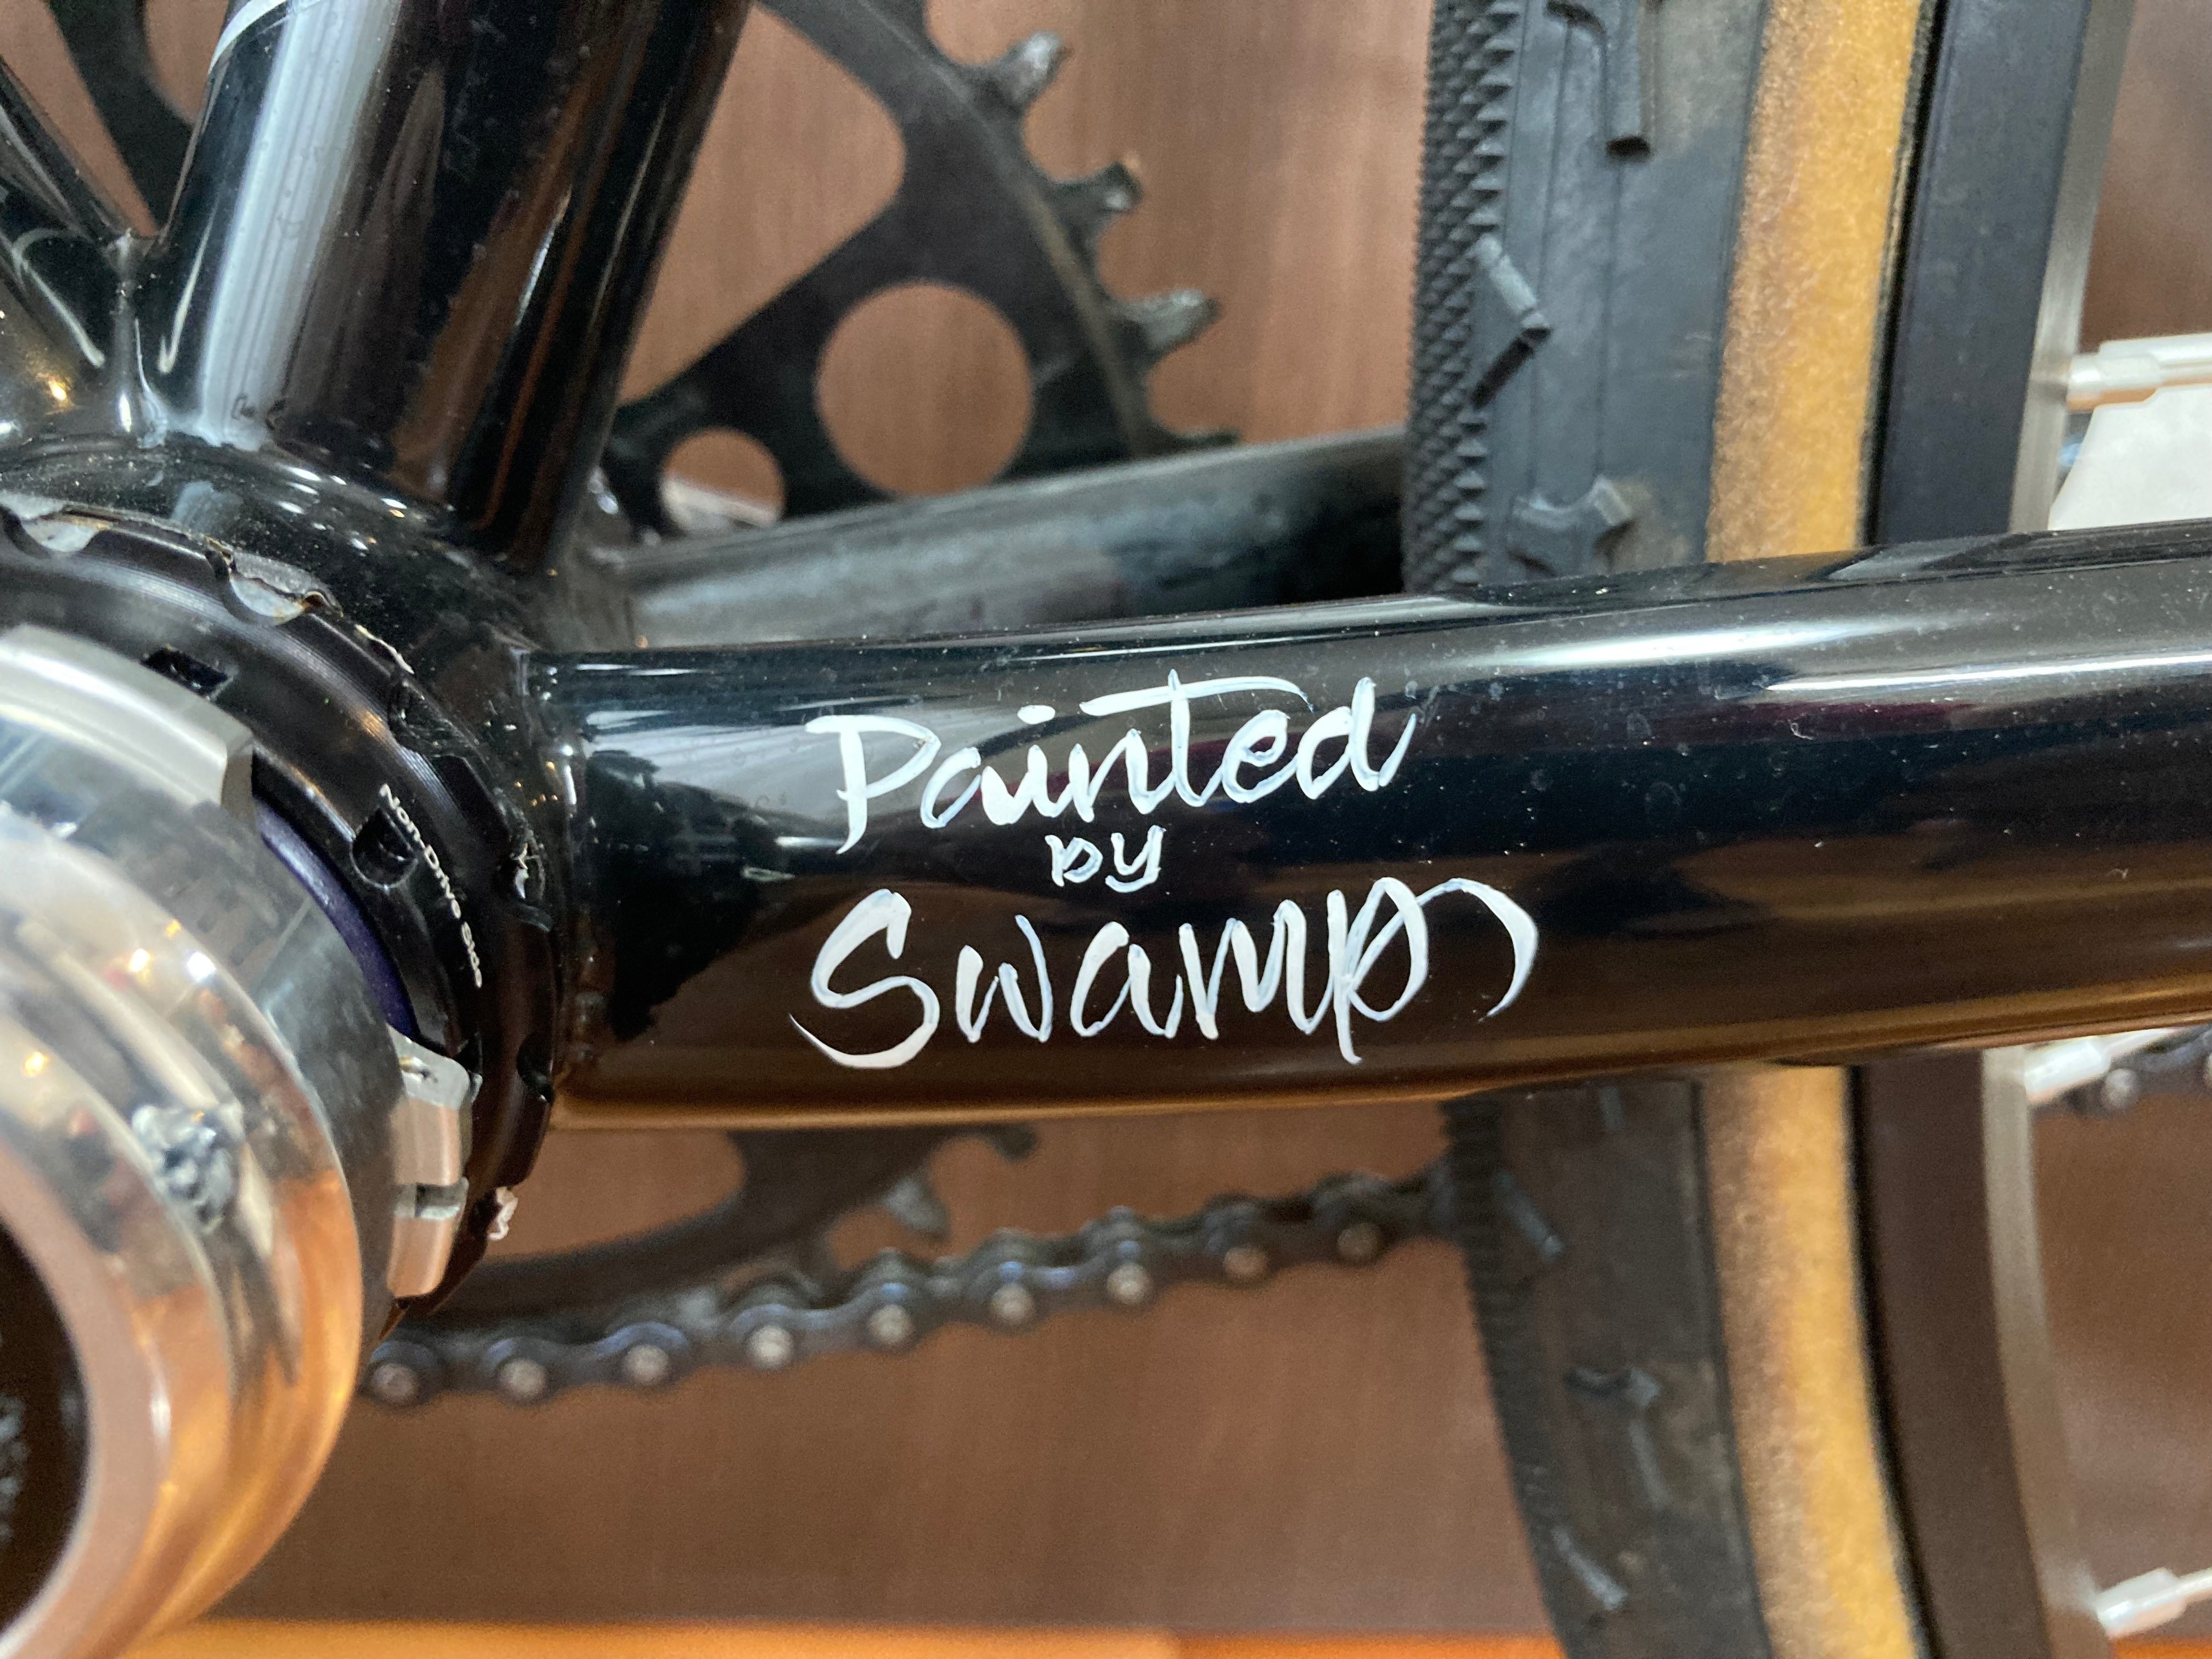 Painted
by
Swamp
Non-Drive Side